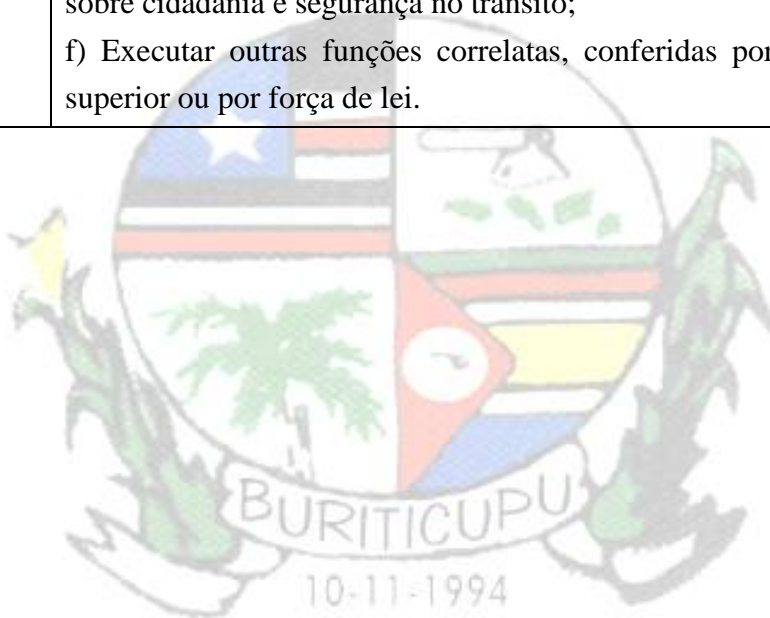 sobre cidadania e segurança no trânsito;
f) Executar outras funções correlatas, conferidas por
superior ou por força de lei.
BURITICUPU
10-11-1994